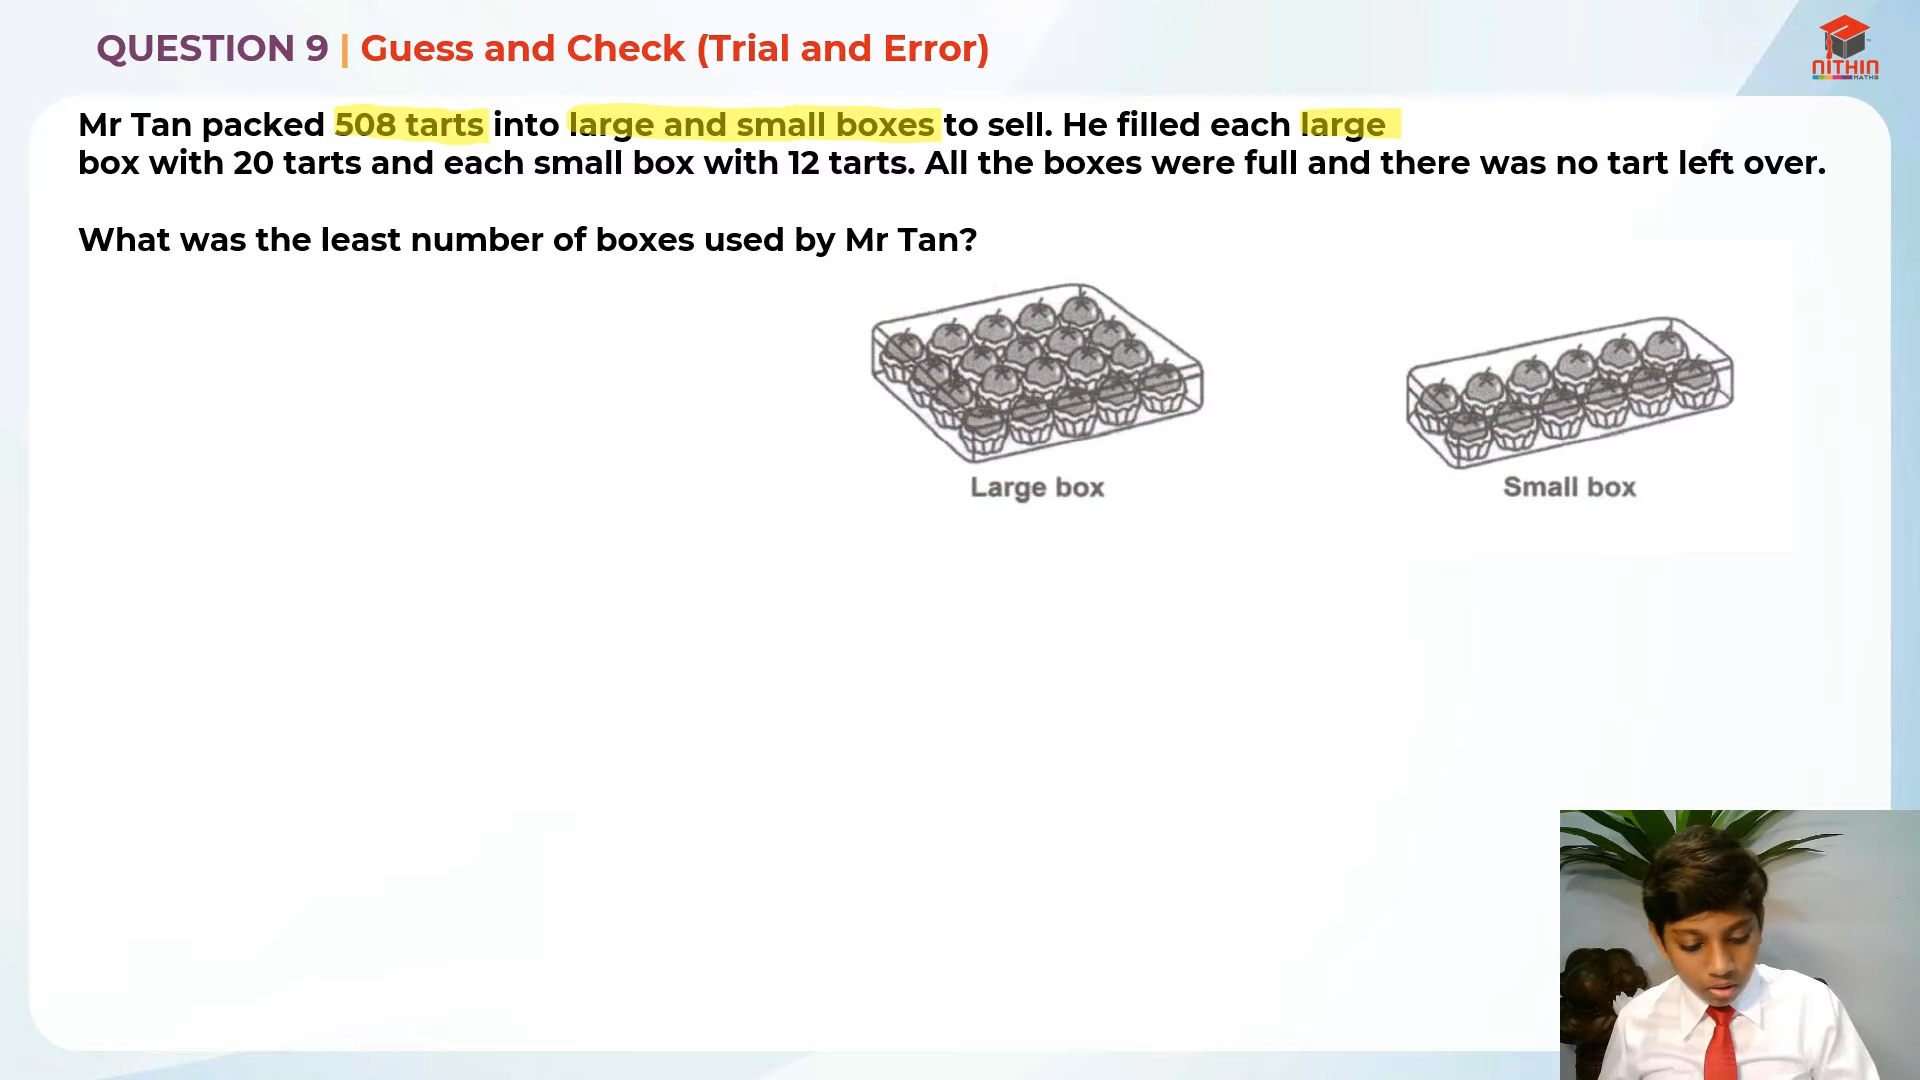 QUESTION 9 | Guess and Check (Trial and Error)
NITHIN
MATHS
Mr Tan packed 508 tarts into large and small boxes to sell. He filled each large
box with 20 tarts and each small box with 12 tarts. All the boxes were full and there was no tart left over.
What was the least number of boxes used by Mr Tan?
Large box
Small box